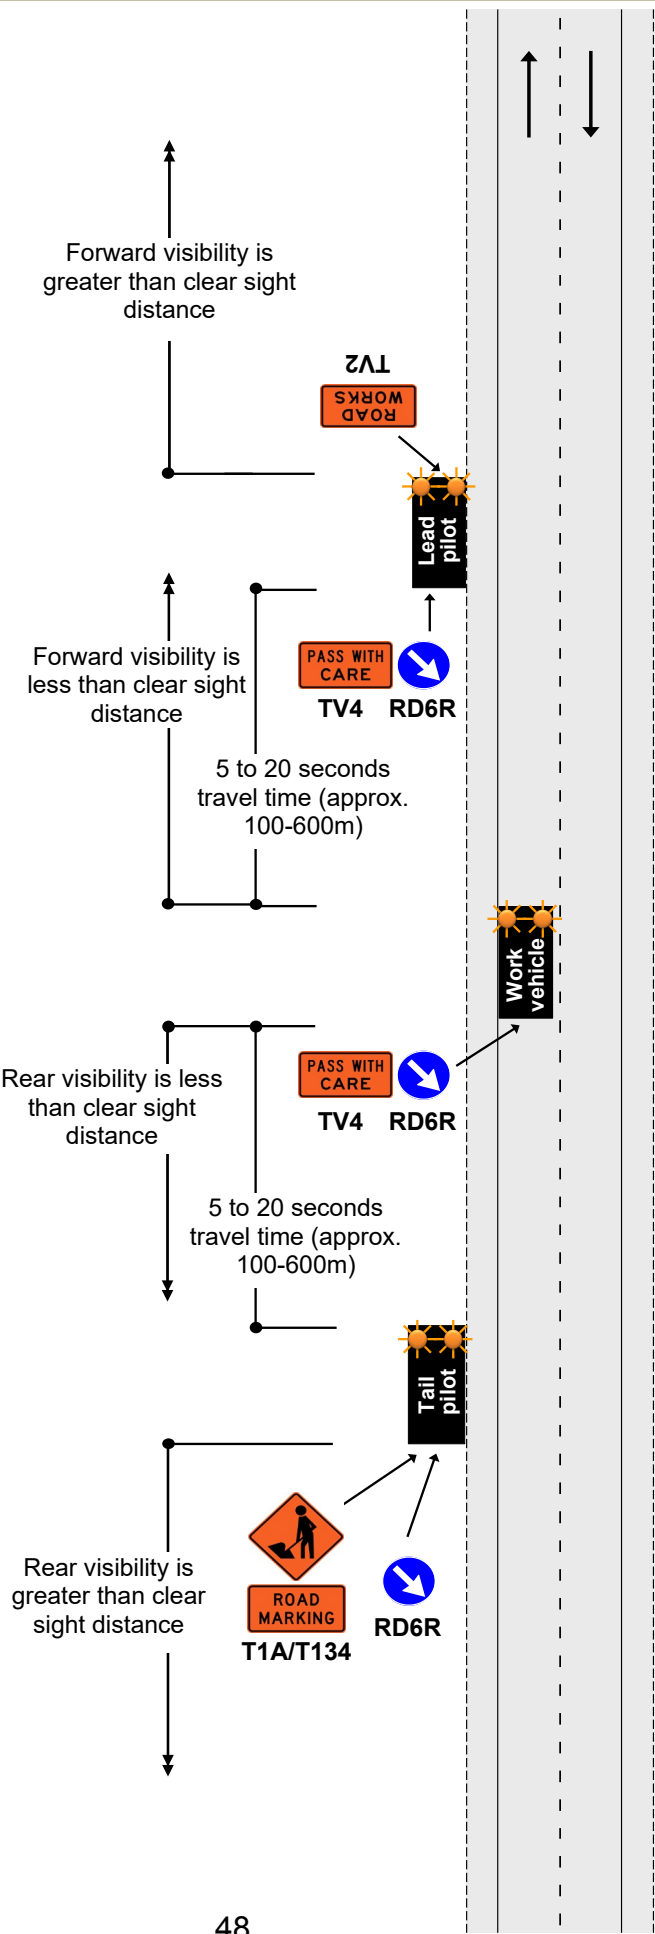 Forward visibility is
greater than clear sight
distance
TV2
ROAD
WORKS
Lead
pilot
Forward visibility is
less than clear sight
distance
PASS WITH
CARE
TV4 RD6R
5 to 20 seconds
travel time (approx.
100-600m)
Work
vehicle
Rear visibility is less
than clear sight
distance
PASS WITH
CARE
TV4 RD6R
5 to 20 seconds
travel time (approx.
100-600m)
Tail
pilot
Rear visibility is
greater than clear
sight distance
ROAD
MARKING
T1A/T134
RD6R
48